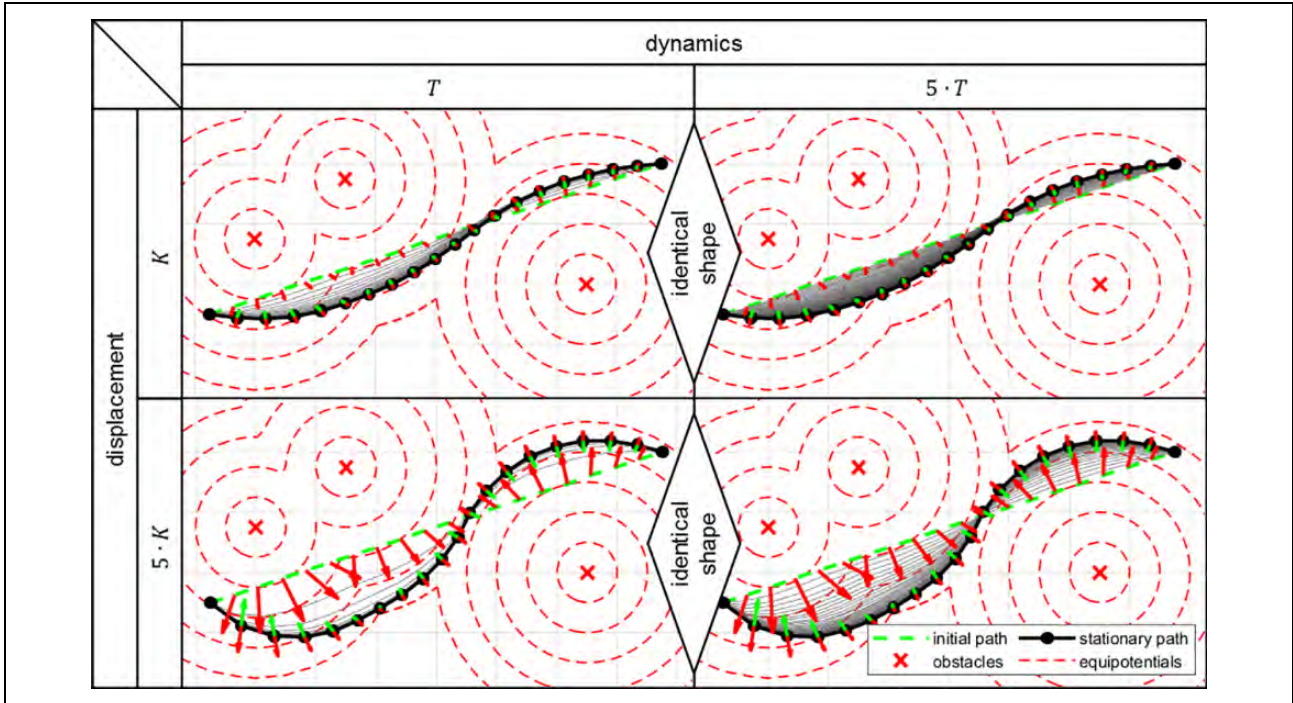 dynamics
T
5 · T
displacement
K
identical
shape
5 · K
identical
shape
initial path
stationary path
obstacles
equipotentials